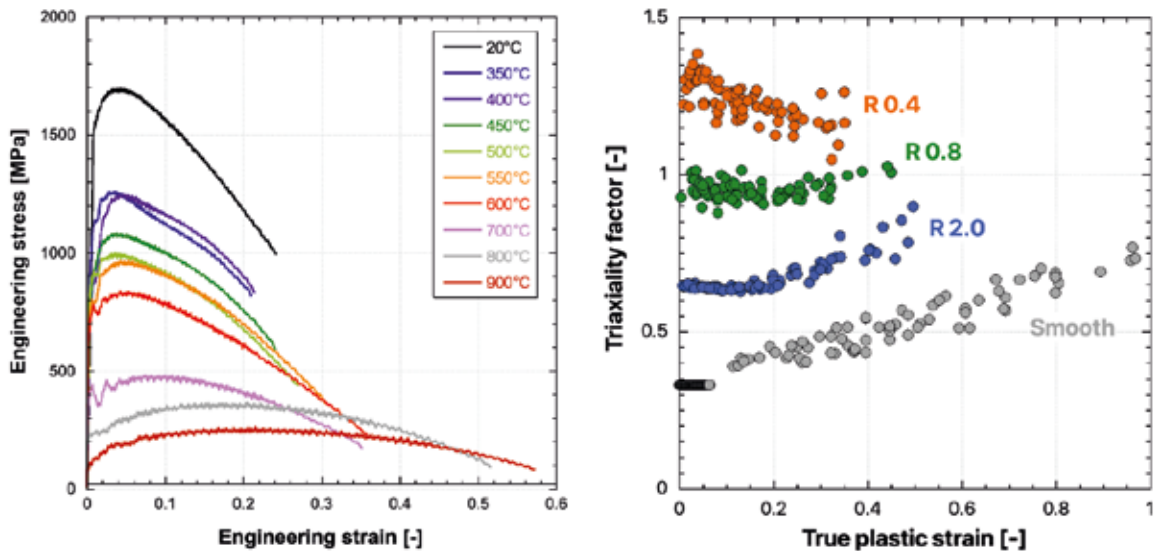 2000
1500
1000
500
0
0
0.1
0.2
0.3
0.4
0.5
0.6
Engineering stress [MPa]
Engineering strain [-]
20°C
350°C
400°C
450°C
500°C
550°C
600°C
700°C
800°C
900°C
1.5
1
0.5
0
0
0.2
0.4
0.6
0.8
1
Triaxiality factor [-]
True plastic strain [-]
R 0.4
R 0.8
R 2.0
Smooth